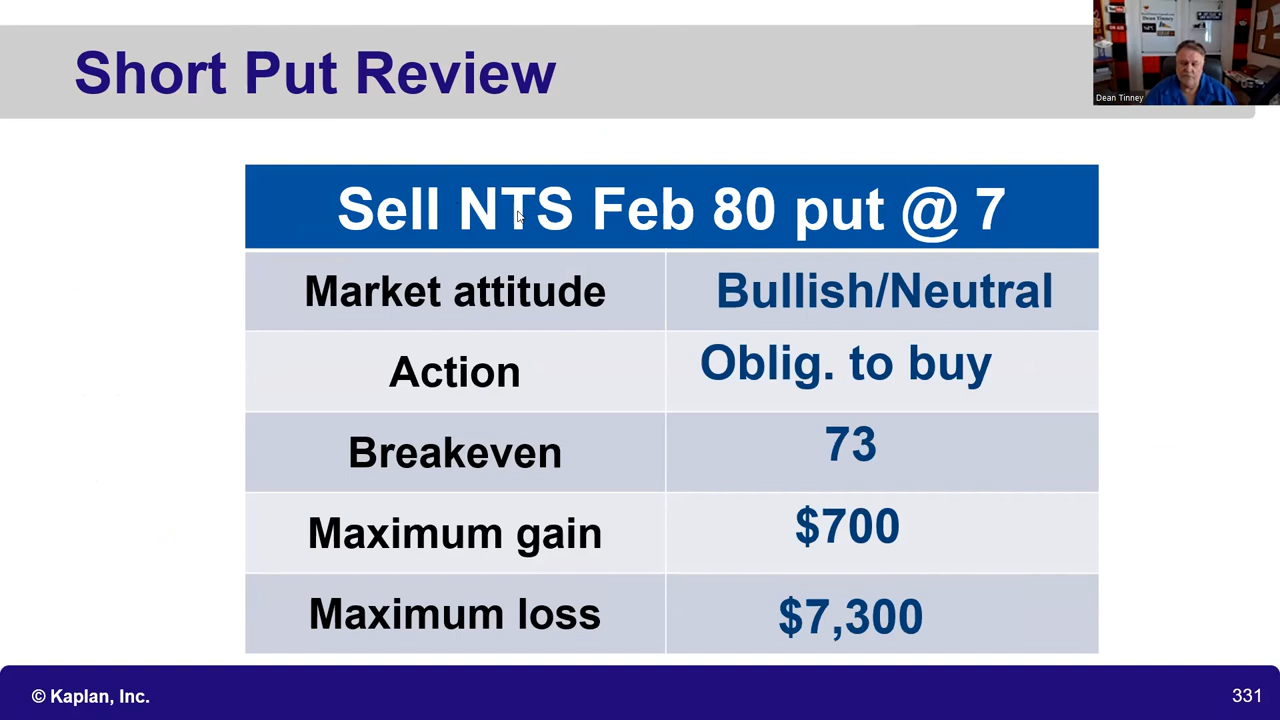 Short Put Review
Dean Tinney
Sell NTS Feb 80 put @ 7
Market attitude
Bullish/Neutral
Action
Oblig. to buy
Breakeven
73
Maximum gain
$700
Maximum loss
$7,300
© Kaplan, Inc.
331